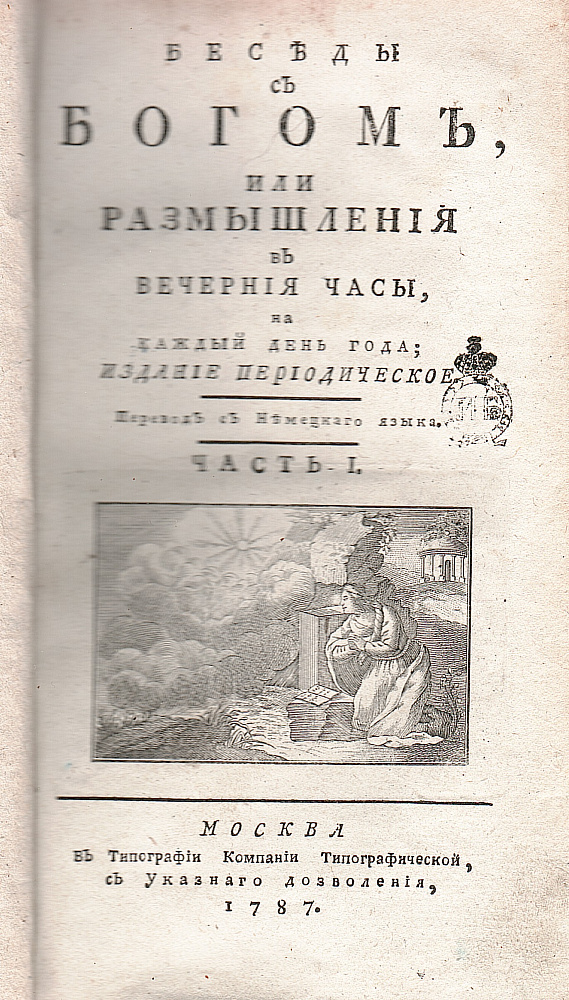 БЕСѢДЫ
съ
БОГОМЪ,
или
РАЗМЫШЛЕНІЯ
въ
ВЕЧЕРНІЯ ЧАСЫ,
на
КАЖДЫЙ ДЕНЬ ГОДА;
ИЗДАНІЕ ПЕРІОДИЧЕСКОЕ.
Переводъ съ Нѣмецкаго языка.
ЧАСТЬ I.
МОСКВА
Въ Типографіи Компаніи Типографической,
съ Указнаго дозволенія,
1787.